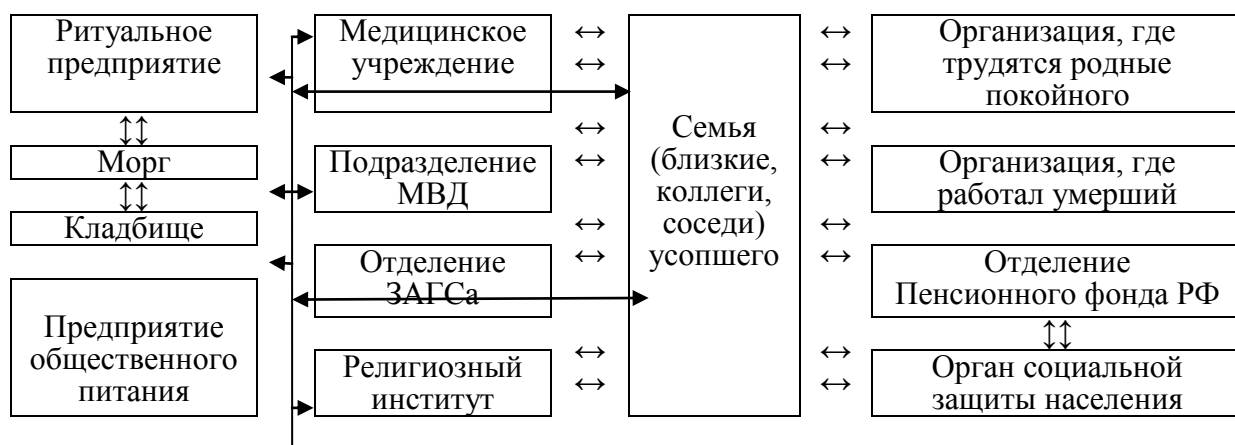 Ритуальное
предприятие
Морг
Кладбище
Предприятие
общественного
питания
Медицинское
учреждение
Подразделение
МВД
Отделение
ЗАГСа
Религиозный
институт
Семья
(близкие,
коллеги,
соседи)
усопшего
Организация, где
трудятся родные
покойного
Организация, где
работал умерший
Отделение
Пенсионного фонда РФ
Орган социальной
защиты населения